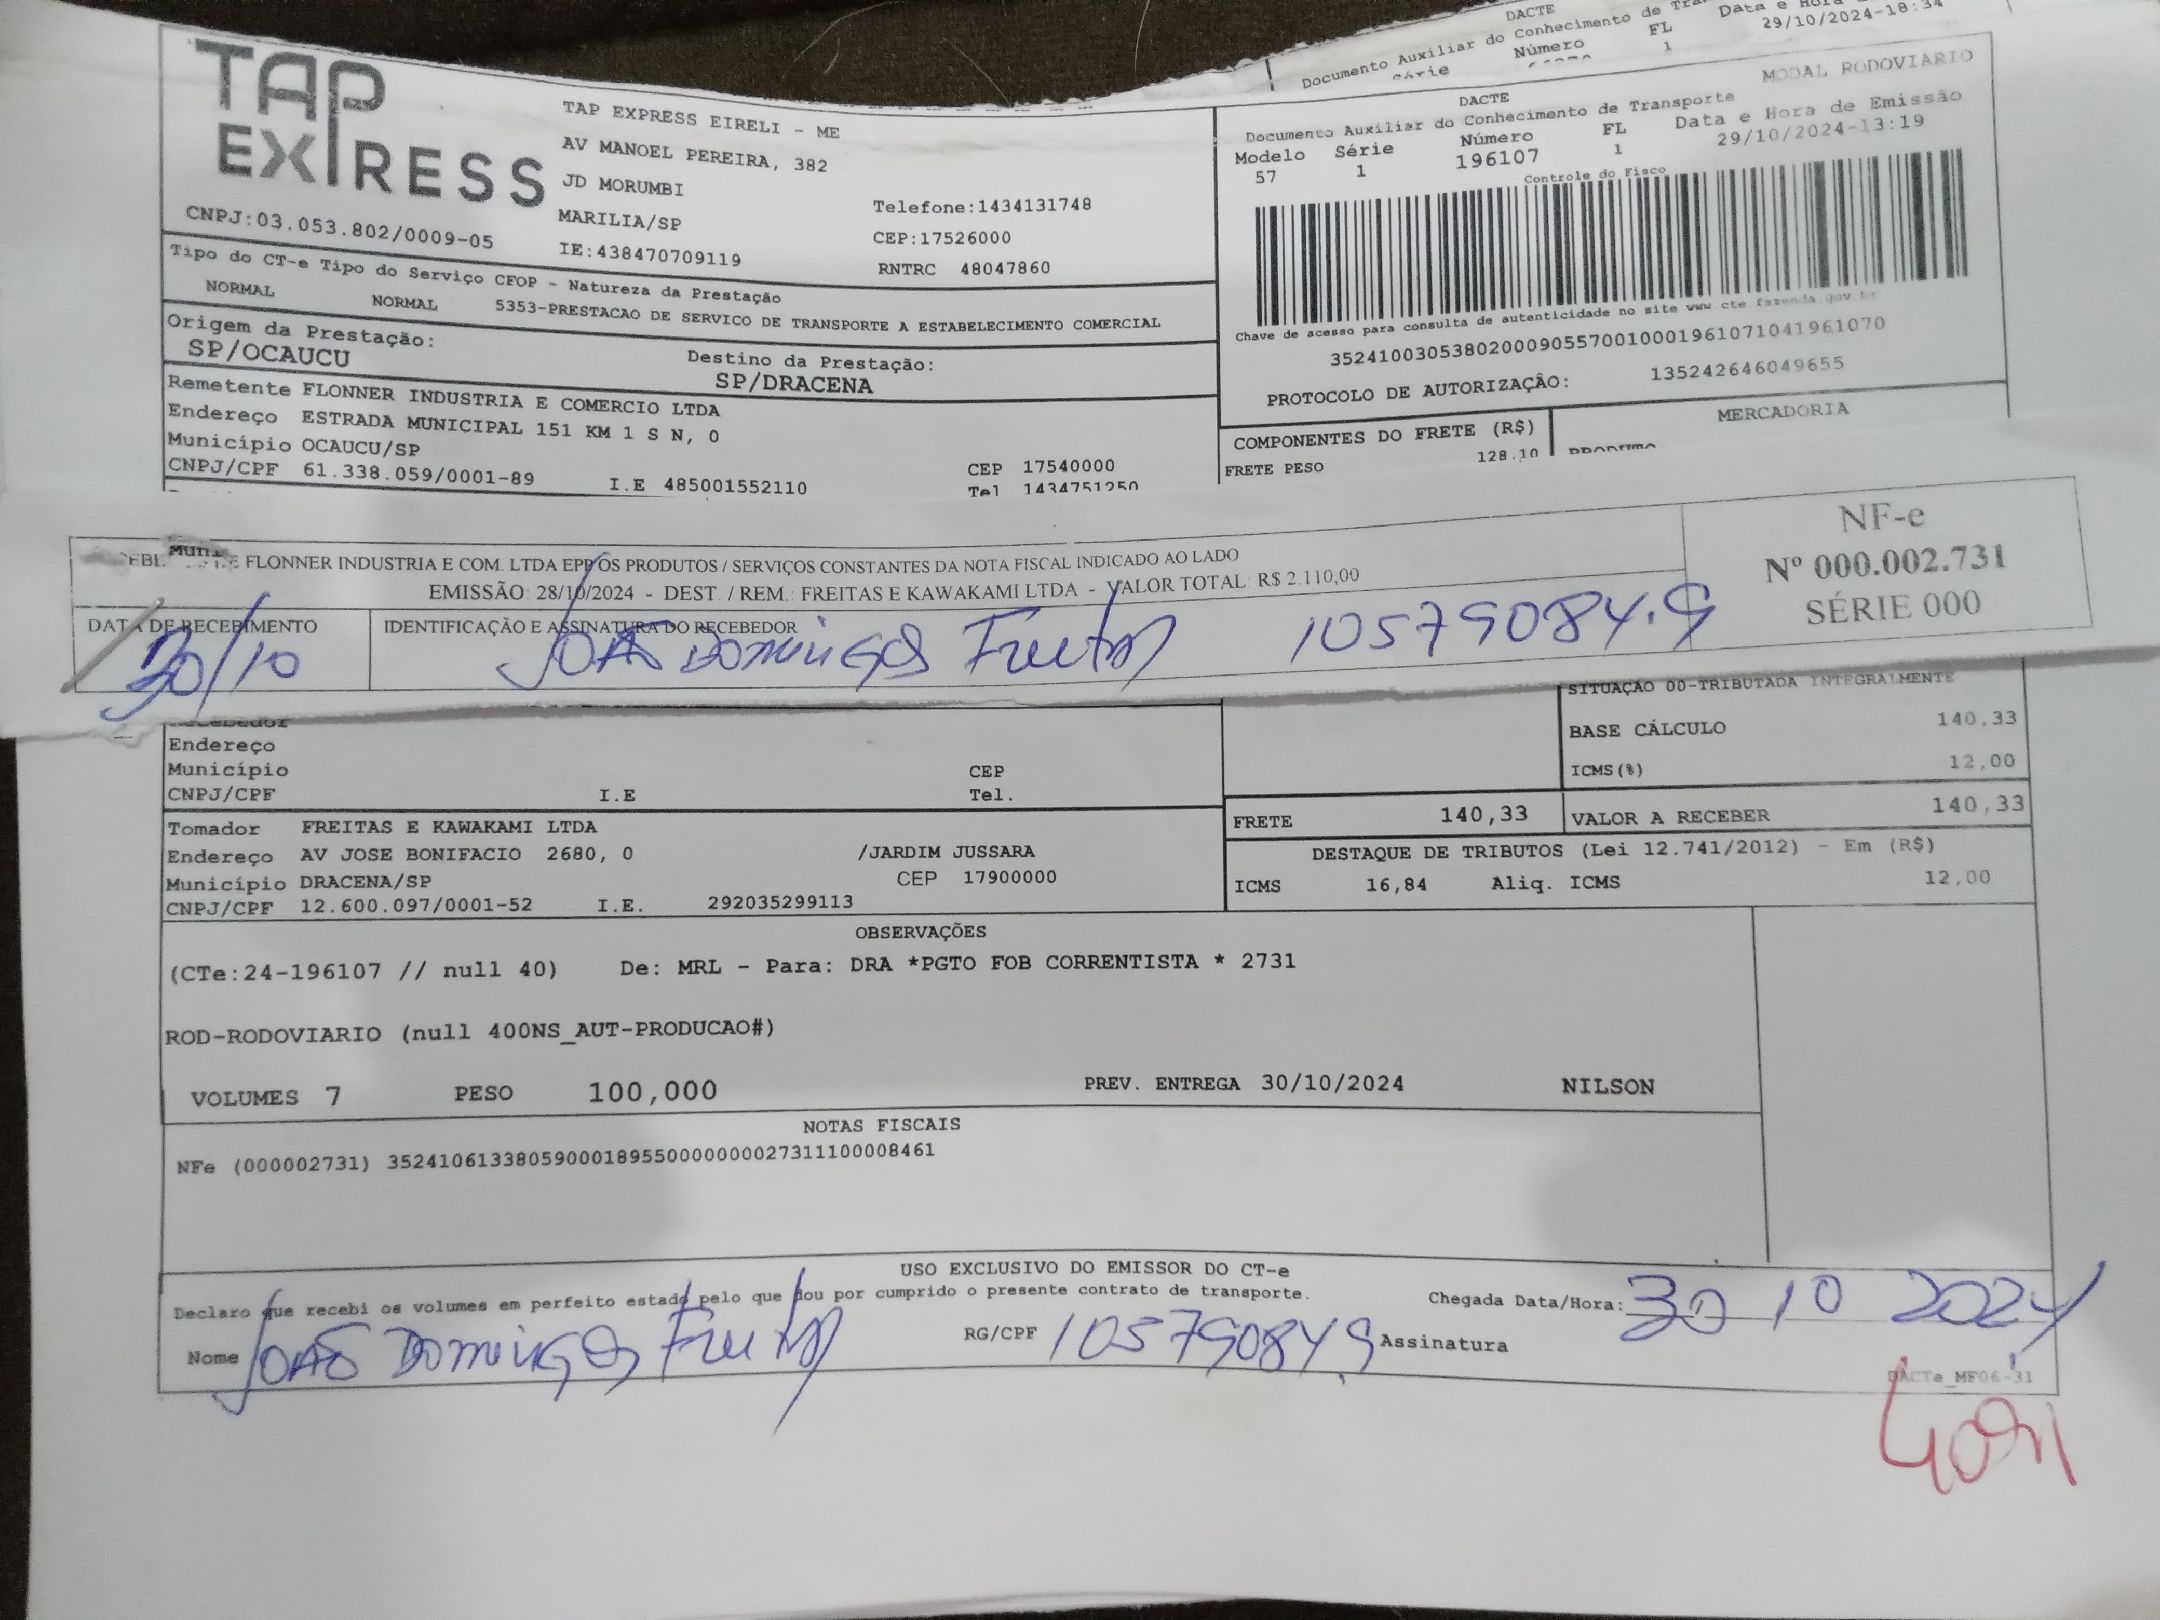 DACTE
Documento Auxiliar do Conhecimento de
Série Número FL Data e Hora
1 29/10/2024-18:34
TAP
EXPRESS
TAP EXPRESS EIRELI - ME
AV MANOEL PEREIRA, 382
JD MORUMBI
MARILIA/SP
Telefone:1434131748
CEP:17526000
CNPJ:03.053.802/0009-05
IE:438470709119
RNTRC 48047860
MODAL RODOVIARIO
DACTE
Documento Auxiliar do Conhecimento de Transporte
Modelo Série Número FL Data e Hora de Emissão
57 1 196107 1 29/10/2024-13:19
Controle do Fisco
Chave de acesso para consulta de autenticidade no site www.cte fazenda.gov.br
35241003053802000905570010001961071041961070
PROTOCOLO DE AUTORIZAÇÃO: 135242646049655
Tipo do CT-e Tipo do Serviço CFOP - Natureza da Prestação
NORMAL NORMAL 5353-PRESTACAO DE SERVICO DE TRANSPORTE A ESTABELECIMENTO COMERCIAL
Origem da Prestação: Destino da Prestação:
SP/OCAUCU SP/DRACENA
Remetente FLONNER INDUSTRIA E COMERCIO LTDA
Endereço ESTRADA MUNICIPAL 151 KM 1 S N, 0
Município OCAUCU/SP CEP 17540000
CNPJ/CPF 61.338.059/0001-89 I.E 485001552110 Tel 1434751250
COMPONENTES DO FRETE (R$) MERCADORIA
FRETE PESO 128.10
FLONNER INDUSTRIA E COM. LTDA EPP OS PRODUTOS / SERVIÇOS CONSTANTES DA NOTA FISCAL INDICADO AO LADO
EMISSÃO: 28/10/2024 - DEST. / REM.: FREITAS E KAWAKAMI LTDA - VALOR TOTAL: R$ 2.110,00
NF-e
Nº 000.002.731
SÉRIE 000
DATA DE RECEBIMENTO IDENTIFICAÇÃO E ASSINATURA DO RECEBEDOR
30/10 João Domingos Freitas 10579084.9
Recebedor
Endereço
Município CEP
CNPJ/CPF I.E Tel.
SITUAÇÃO 00-TRIBUTADA INTEGRALMENTE
BASE CÁLCULO 140,33
ICMS(%) 12,00
FRETE 140,33 VALOR A RECEBER 140,33
Tomador FREITAS E KAWAKAMI LTDA
Endereço AV JOSE BONIFACIO 2680, 0 /JARDIM JUSSARA
Município DRACENA/SP CEP 17900000
CNPJ/CPF 12.600.097/0001-52 I.E. 292035299113
DESTAQUE DE TRIBUTOS (Lei 12.741/2012) - Em (R$)
ICMS 16,84 Aliq. ICMS 12,00
OBSERVAÇÕES
(CTe:24-196107 // null 40) De: MRL - Para: DRA *PGTO FOB CORRENTISTA * 2731
ROD-RODOVIARIO (null 400NS_AUT-PRODUCAO#)
VOLUMES 7 PESO 100,000 PREV. ENTREGA 30/10/2024 NILSON
NOTAS FISCAIS
NFe (000002731) 35241061338059000189550000000027311100008461
USO EXCLUSIVO DO EMISSOR DO CT-e
Declaro que recebi os volumes em perfeito estado pelo que dou por cumprido o presente contrato de transporte. Chegada Data/Hora: 30 10 2024
Nome João Domingos Freitas RG/CPF 10579084.9 Assinatura
DACTe_MF06-31